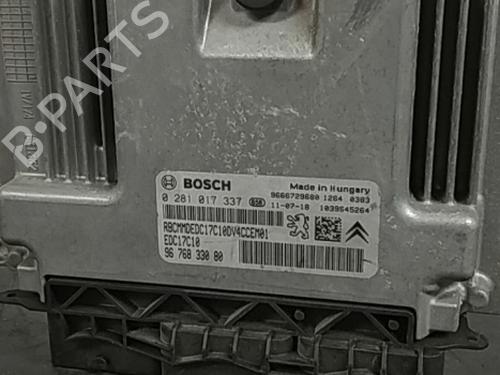 B-PARTS
BOSCH
Made in Hungary
0 281 017 337
9666729680 1264 0303
11-07-18 1039S45264
RBCMMDEDC17C10DV4CCEM01
EDC17C10
96 768 330 80